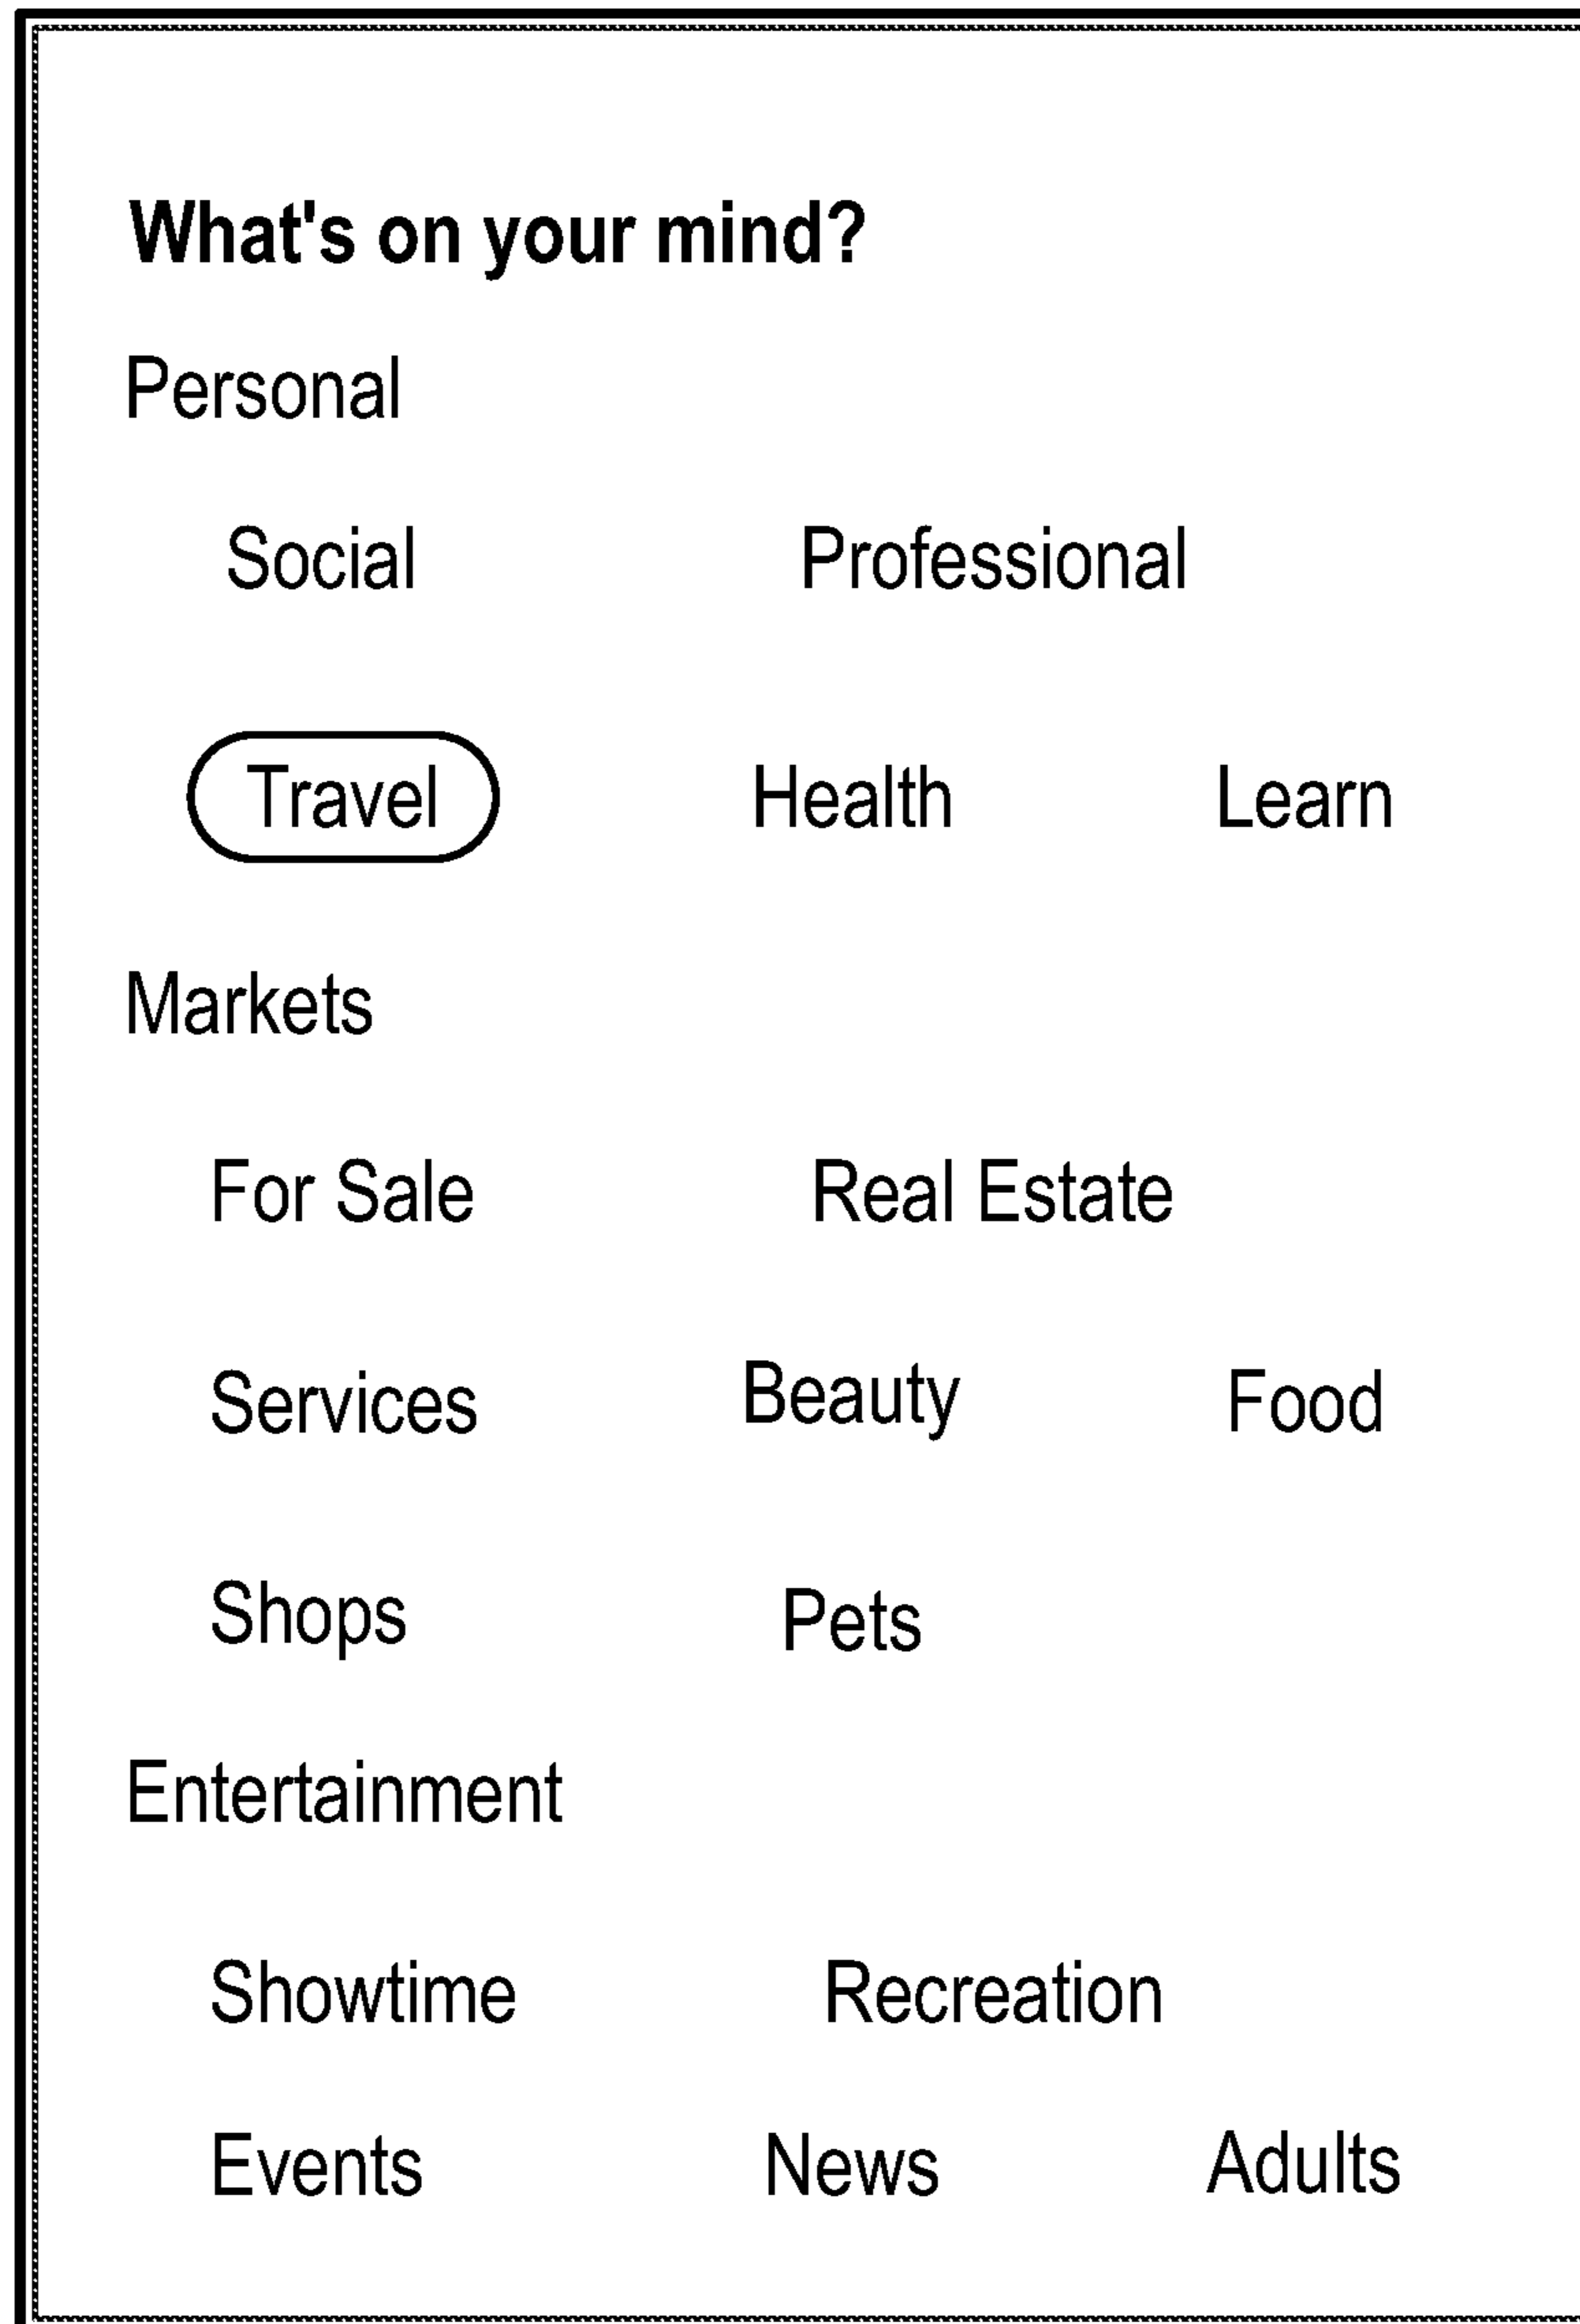 What's on your mind?
Personal
Social Professional
Travel Health Learn
Markets
For Sale Real Estate
Services Beauty Food
Shops Pets
Entertainment
Showtime Recreation
Events News Adults